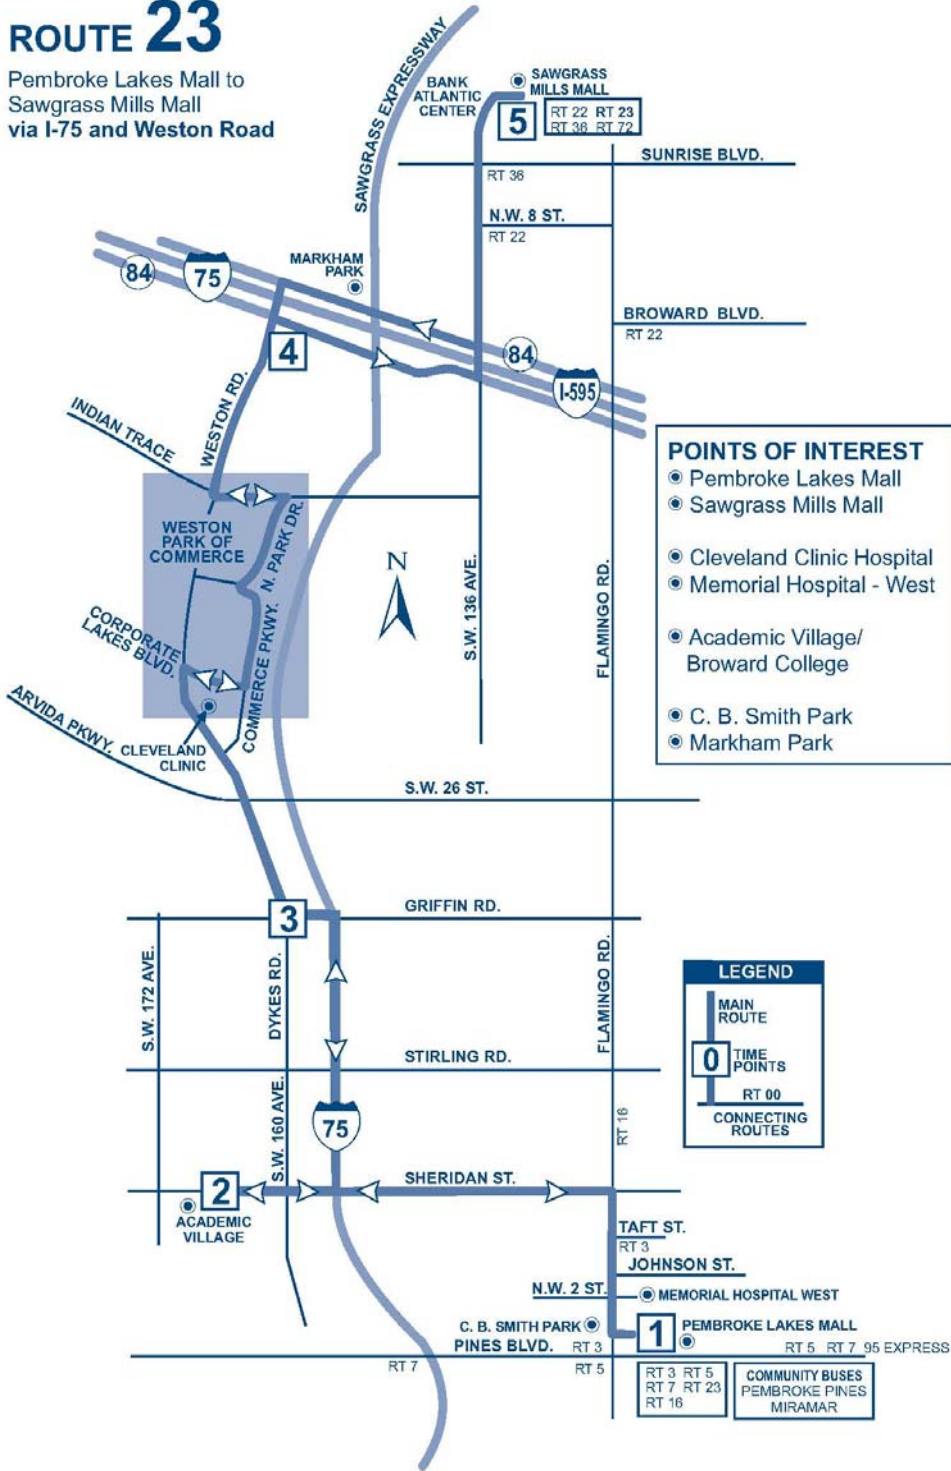 ROUTE 23
Pembroke Lakes Mall to
Sawgrass Mills Mall
via I-75 and Weston Road
SAWGRASS EXPRESSWAY
BANK
ATLANTIC
CENTER
SAWGRASS
MILLS MALL
5
RT 22 RT 23
RT 36 RT 72
SUNRISE BLVD.
RT 36
N.W. 8 ST.
RT 22
MARKHAM
PARK
84
75
BROWARD BLVD.
RT 22
4
84
I-595
WESTON RD.
INDIAN TRACE
POINTS OF INTEREST
Pembroke Lakes Mall
Sawgrass Mills Mall
Cleveland Clinic Hospital
Memorial Hospital - West
Academic Village/
Broward College
C. B. Smith Park
Markham Park
WESTON
PARK OF
COMMERCE
N. PARK DR.
COMMERCE PKWY.
N
S.W. 136 AVE.
FLAMINGO RD.
CORPORATE
LAKES BLVD.
ARVIDA PKWY.
CLEVELAND
CLINIC
S.W. 26 ST.
3
GRIFFIN RD.
S.W. 172 AVE.
DYKES RD.
FLAMINGO RD.
LEGEND
MAIN
ROUTE
0
TIME
POINTS
RT 00
CONNECTING
ROUTES
STIRLING RD.
S.W. 160 AVE.
75
RT 16
2
SHERIDAN ST.
ACADEMIC
VILLAGE
TAFT ST.
RT 3
JOHNSON ST.
N.W. 2 ST.
MEMORIAL HOSPITAL WEST
C. B. SMITH PARK
1
PEMBROKE LAKES MALL
PINES BLVD.
RT 3
RT 5 RT 7 95 EXPRESS
RT 7
RT 5
RT 3 RT 5
RT 7 RT 23
RT 16
COMMUNITY BUSES
PEMBROKE PINES
MIRAMAR